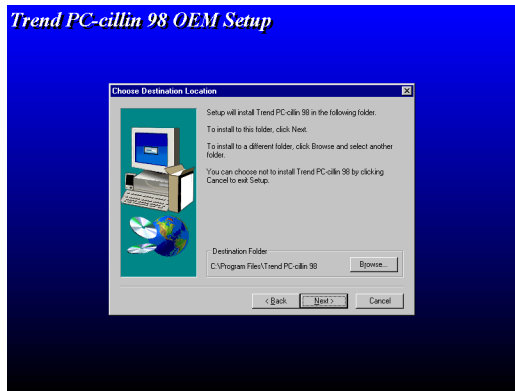 Trend PC-cillin 98 OEM Setup
Choose Destination Location
Setup will install Trend PC-cillin 98 in the following folder.
To install to this folder, click Next.
To install to a different folder, click Browse and select another
folder.
You can choose not to install Trend PC-cillin 98 by clicking
Cancel to exit Setup.
Destination Folder
C:\Program Files\Trend PC-cillin 98
Browse...
< Back
Next >
Cancel